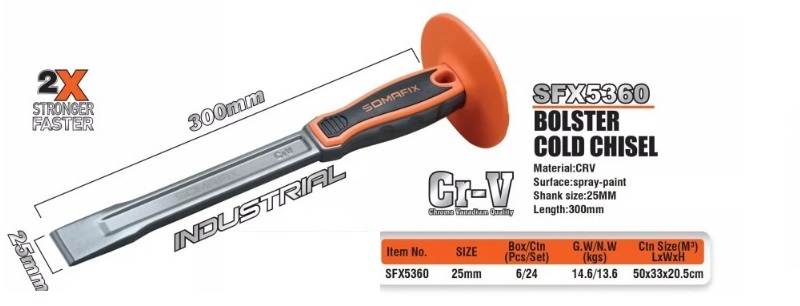 2X
STRONGER
FASTER
300mm
SOMAFIX
CRV
INDUSTRIAL
25mm
SFX5360
BOLSTER
COLD CHISEL
Material:CRV
Surface:spray-paint
Shank size:25MM
Length:300mm
Cr-V
Chrome Vanadium Quality
Item No. SIZE Box/Ctn (Pcs/Set) G.W/N.W (kgs) Ctn Size(M³) LxWxH
SFX5360 25mm 6/24 14.6/13.6 50x33x20.5cm